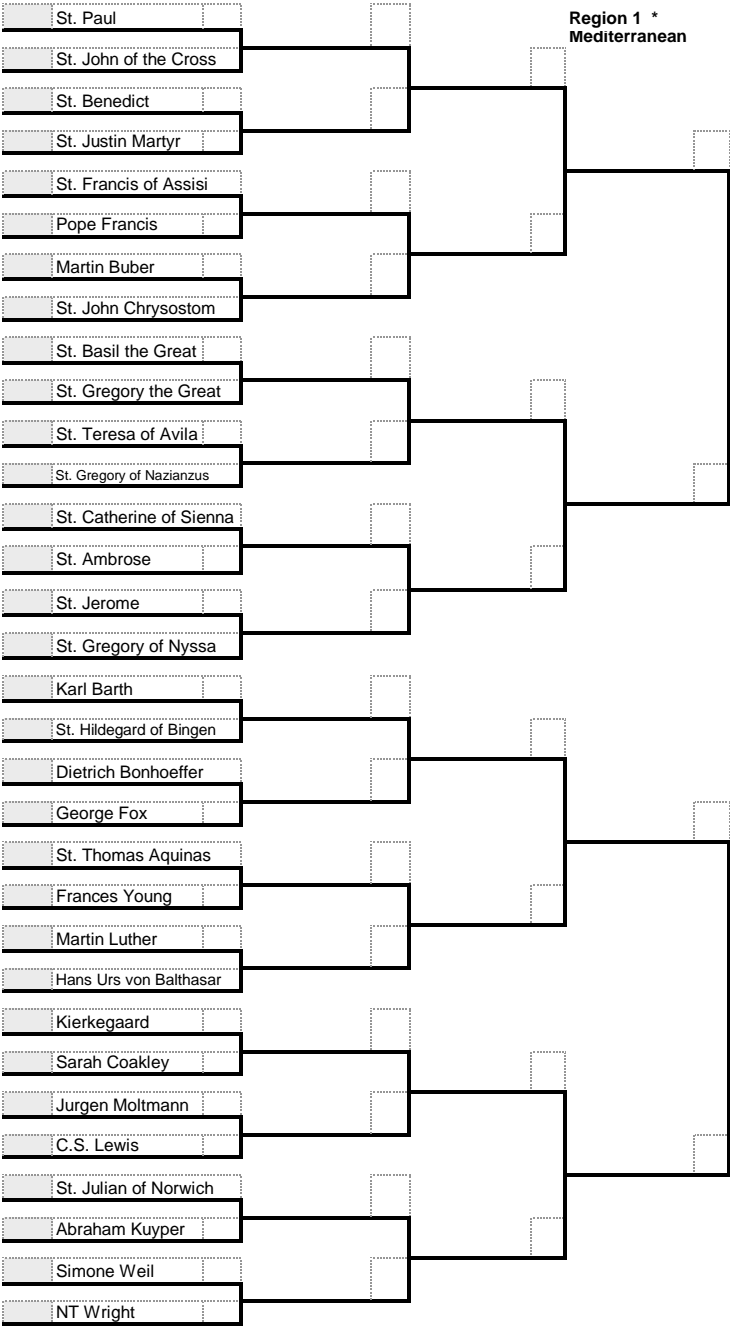 St. Paul
Region 1 *
Mediterranean
St. John of the Cross
St. Benedict
St. Justin Martyr
St. Francis of Assisi
Pope Francis
Martin Buber
St. John Chrysostom
St. Basil the Great
St. Gregory the Great
St. Teresa of Avila
St. Gregory of Nazianzus
St. Catherine of Sienna
St. Ambrose
St. Jerome
St. Gregory of Nyssa
Karl Barth
St. Hildegard of Bingen
Dietrich Bonhoeffer
George Fox
St. Thomas Aquinas
Frances Young
Martin Luther
Hans Urs von Balthasar
Kierkegaard
Sarah Coakley
Jurgen Moltmann
C.S. Lewis
St. Julian of Norwich
Abraham Kuyper
Simone Weil
NT Wright